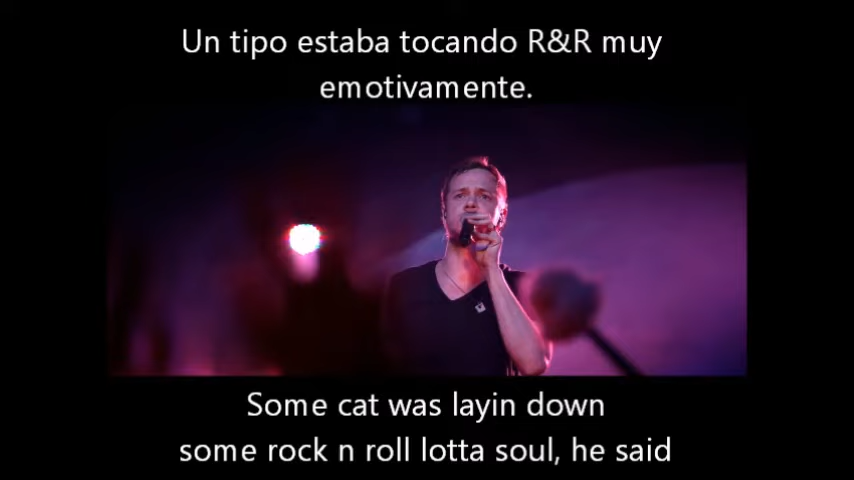 Un tipo estaba tocando R&R muy
emotivamente.
Some cat was layin down
some rock n roll lotta soul, he said